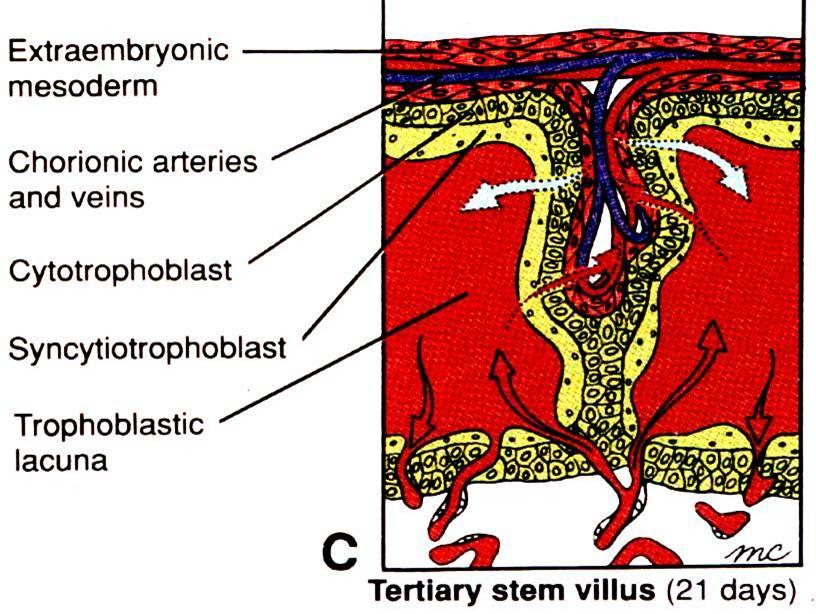 Extraembryonic
mesoderm
Chorionic arteries
and veins
Cytotrophoblast
Syncytiotrophoblast
Trophoblastic
lacuna
mc
C
Tertiary stem villus (21 days)